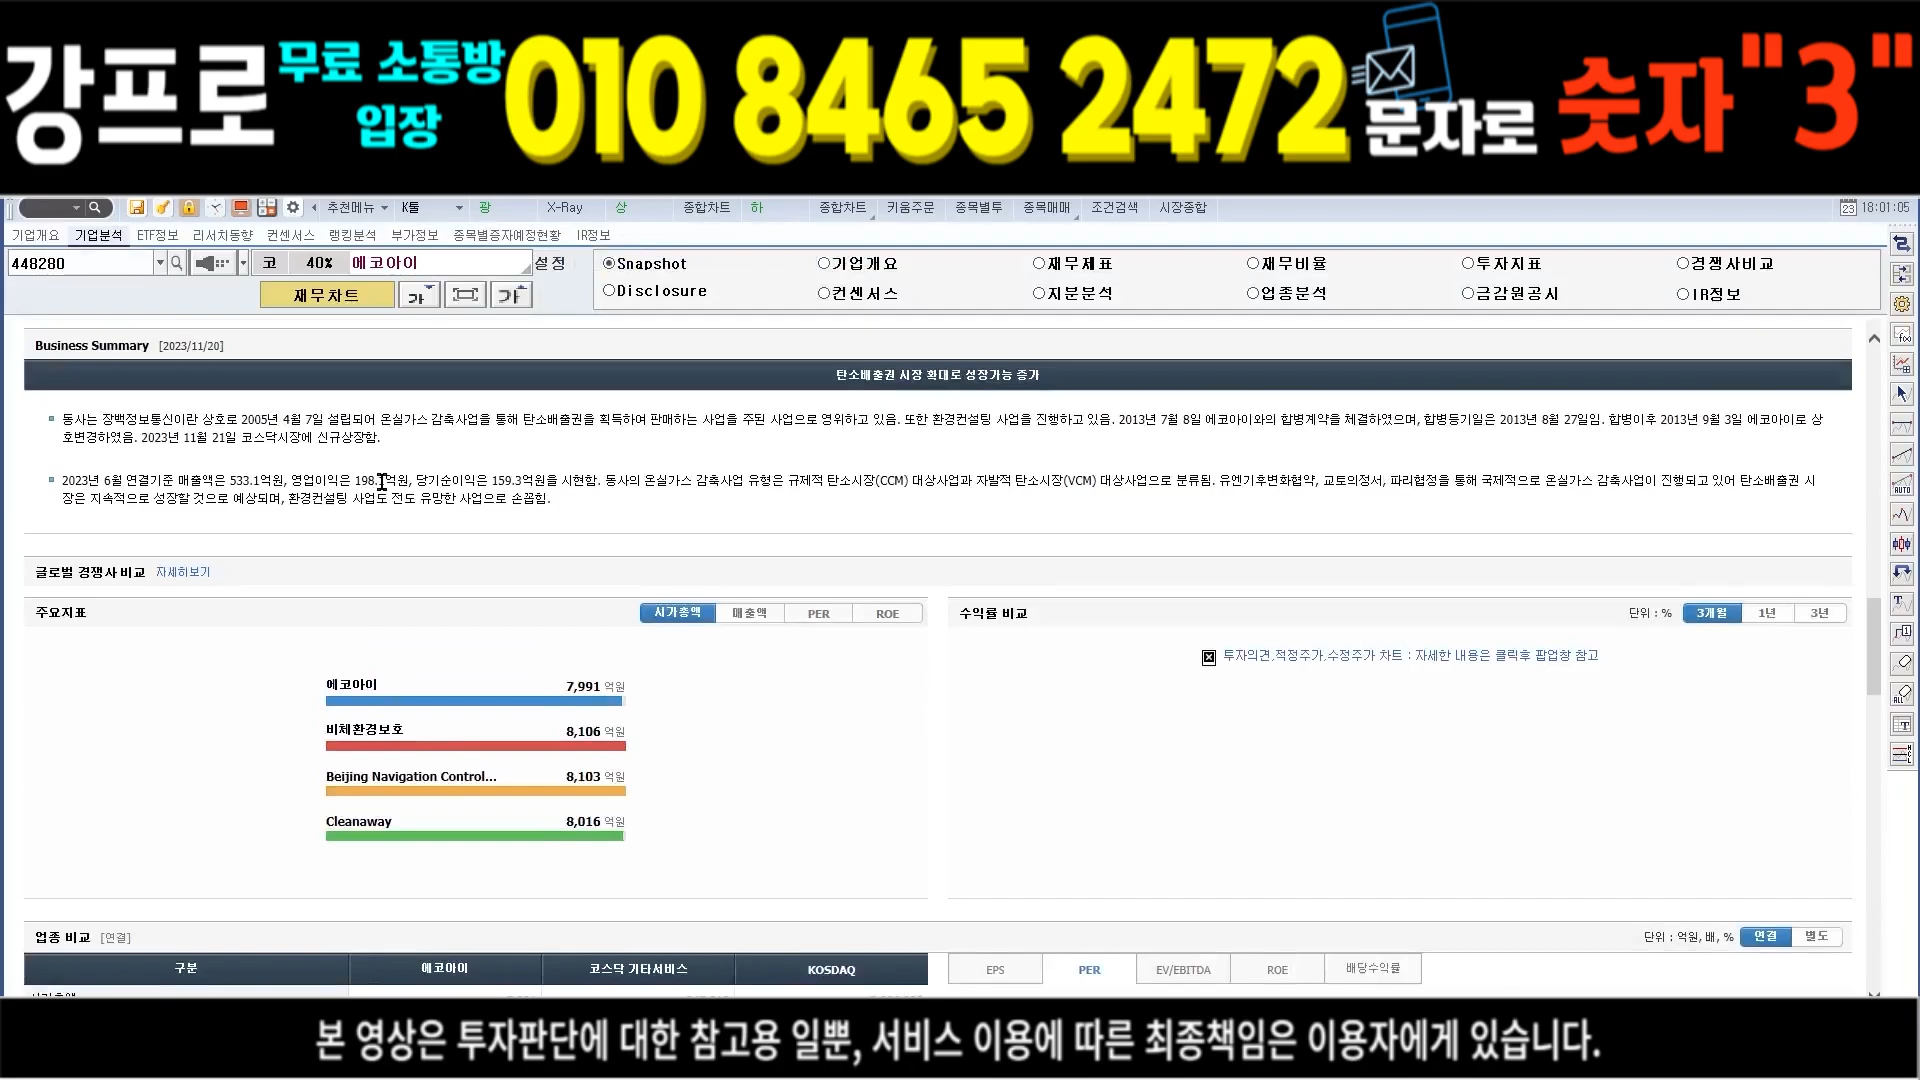 강프로 무료 소통방 입장 010 8465 2472 문자로 숫자"3"
추천메뉴 K툴 광 X-Ray 상 종합차트 하 종합차트 키움주문 종목별투 종목매매 조건검색 시장종합 23 18:01:05
기업개요 기업분석 ETF정보 리서치동향 컨센서스 랭킹분석 부가정보 종목별증자예정현황 IR정보
448280 코 40% 에코아이 설정
Snapshot 기업개요 재무제표 재무비율 투자지표 경쟁사비교
재무차트 가 가
Disclosure 컨센서스 지분분석 업종분석 금감원공시 IR정보
Business Summary [2023/11/20]
탄소배출권 시장 확대로 성장가능 증가
동사는 장백정보통신이란 상호로 2005년 4월 7일 설립되어 온실가스 감축사업을 통해 탄소배출권을 획득하여 판매하는 사업을 주된 사업으로 영위하고 있음. 또한 환경컨설팅 사업을 진행하고 있음. 2013년 7월 8일 에코아이와의 합병계약을 체결하였으며, 합병등기일은 2013년 8월 27일임. 합병이후 2013년 9월 3일 에코아이로 상
호변경하였음. 2023년 11월 21일 코스닥시장에 신규상장함.
2023년 6월 연결기준 매출액은 533.1억원, 영업이익은 198.억원, 당기순이익은 159.3억원을 시현함. 동사의 온실가스 감축사업 유형은 규제적 탄소시장(CCM) 대상사업과 자발적 탄소시장(VCM) 대상사업으로 분류됨. 유엔기후변화협약, 교토의정서, 파리협정을 통해 국제적으로 온실가스 감축사업이 진행되고 있어 탄소배출권 시
장은 지속적으로 성장할 것으로 예상되며, 환경컨설팅 사업도 전도 유망한 사업으로 손꼽힘.
글로벌 경쟁사 비교 자세히보기
주요지표 시가총액 매출액 PER ROE
수익률 비교 단위 : % 3개월 1년 3년
투자의견,적정주가,수정주가 차트 : 자세한 내용은 클릭후 팝업창 참고
에코아이 7,991 억원
비체환경보호 8,106 억원
Beijing Navigation Control... 8,103 억원
Cleanaway 8,016 억원
업종 비교 [연결] 단위 : 억원, 배, % 연결 별도
구분 에코아이 코스닥 기타서비스 KOSDAQ
EPS PER EV/EBITDA ROE 배당수익률
본 영상은 투자판단에 대한 참고용 일뿐, 서비스 이용에 따른 최종책임은 이용자에게 있습니다.